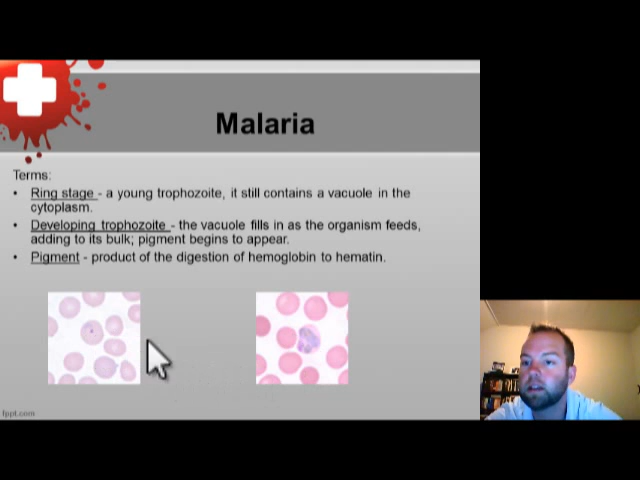 Malaria
Terms:
• Ring stage - a young trophozoite, it still contains a vacuole in the
cytoplasm.
• Developing trophozoite - the vacuole fills in as the organism feeds,
adding to its bulk; pigment begins to appear.
• Pigment - product of the digestion of hemoglobin to hematin.
fppt.com